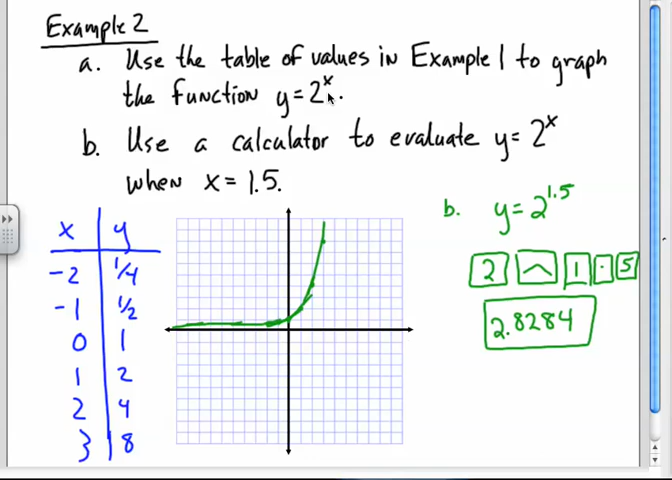 Example 2
a. Use the table of values in Example 1 to graph
the function y = 2^x.
b. Use a calculator to evaluate y = 2^x
when x = 1.5.
b. y = 2^1.5
2 ^ 1 . 5
2.8284
x | y
-2 | 1/4
-1 | 1/2
0 | 1
1 | 2
2 | 4
3 | 8